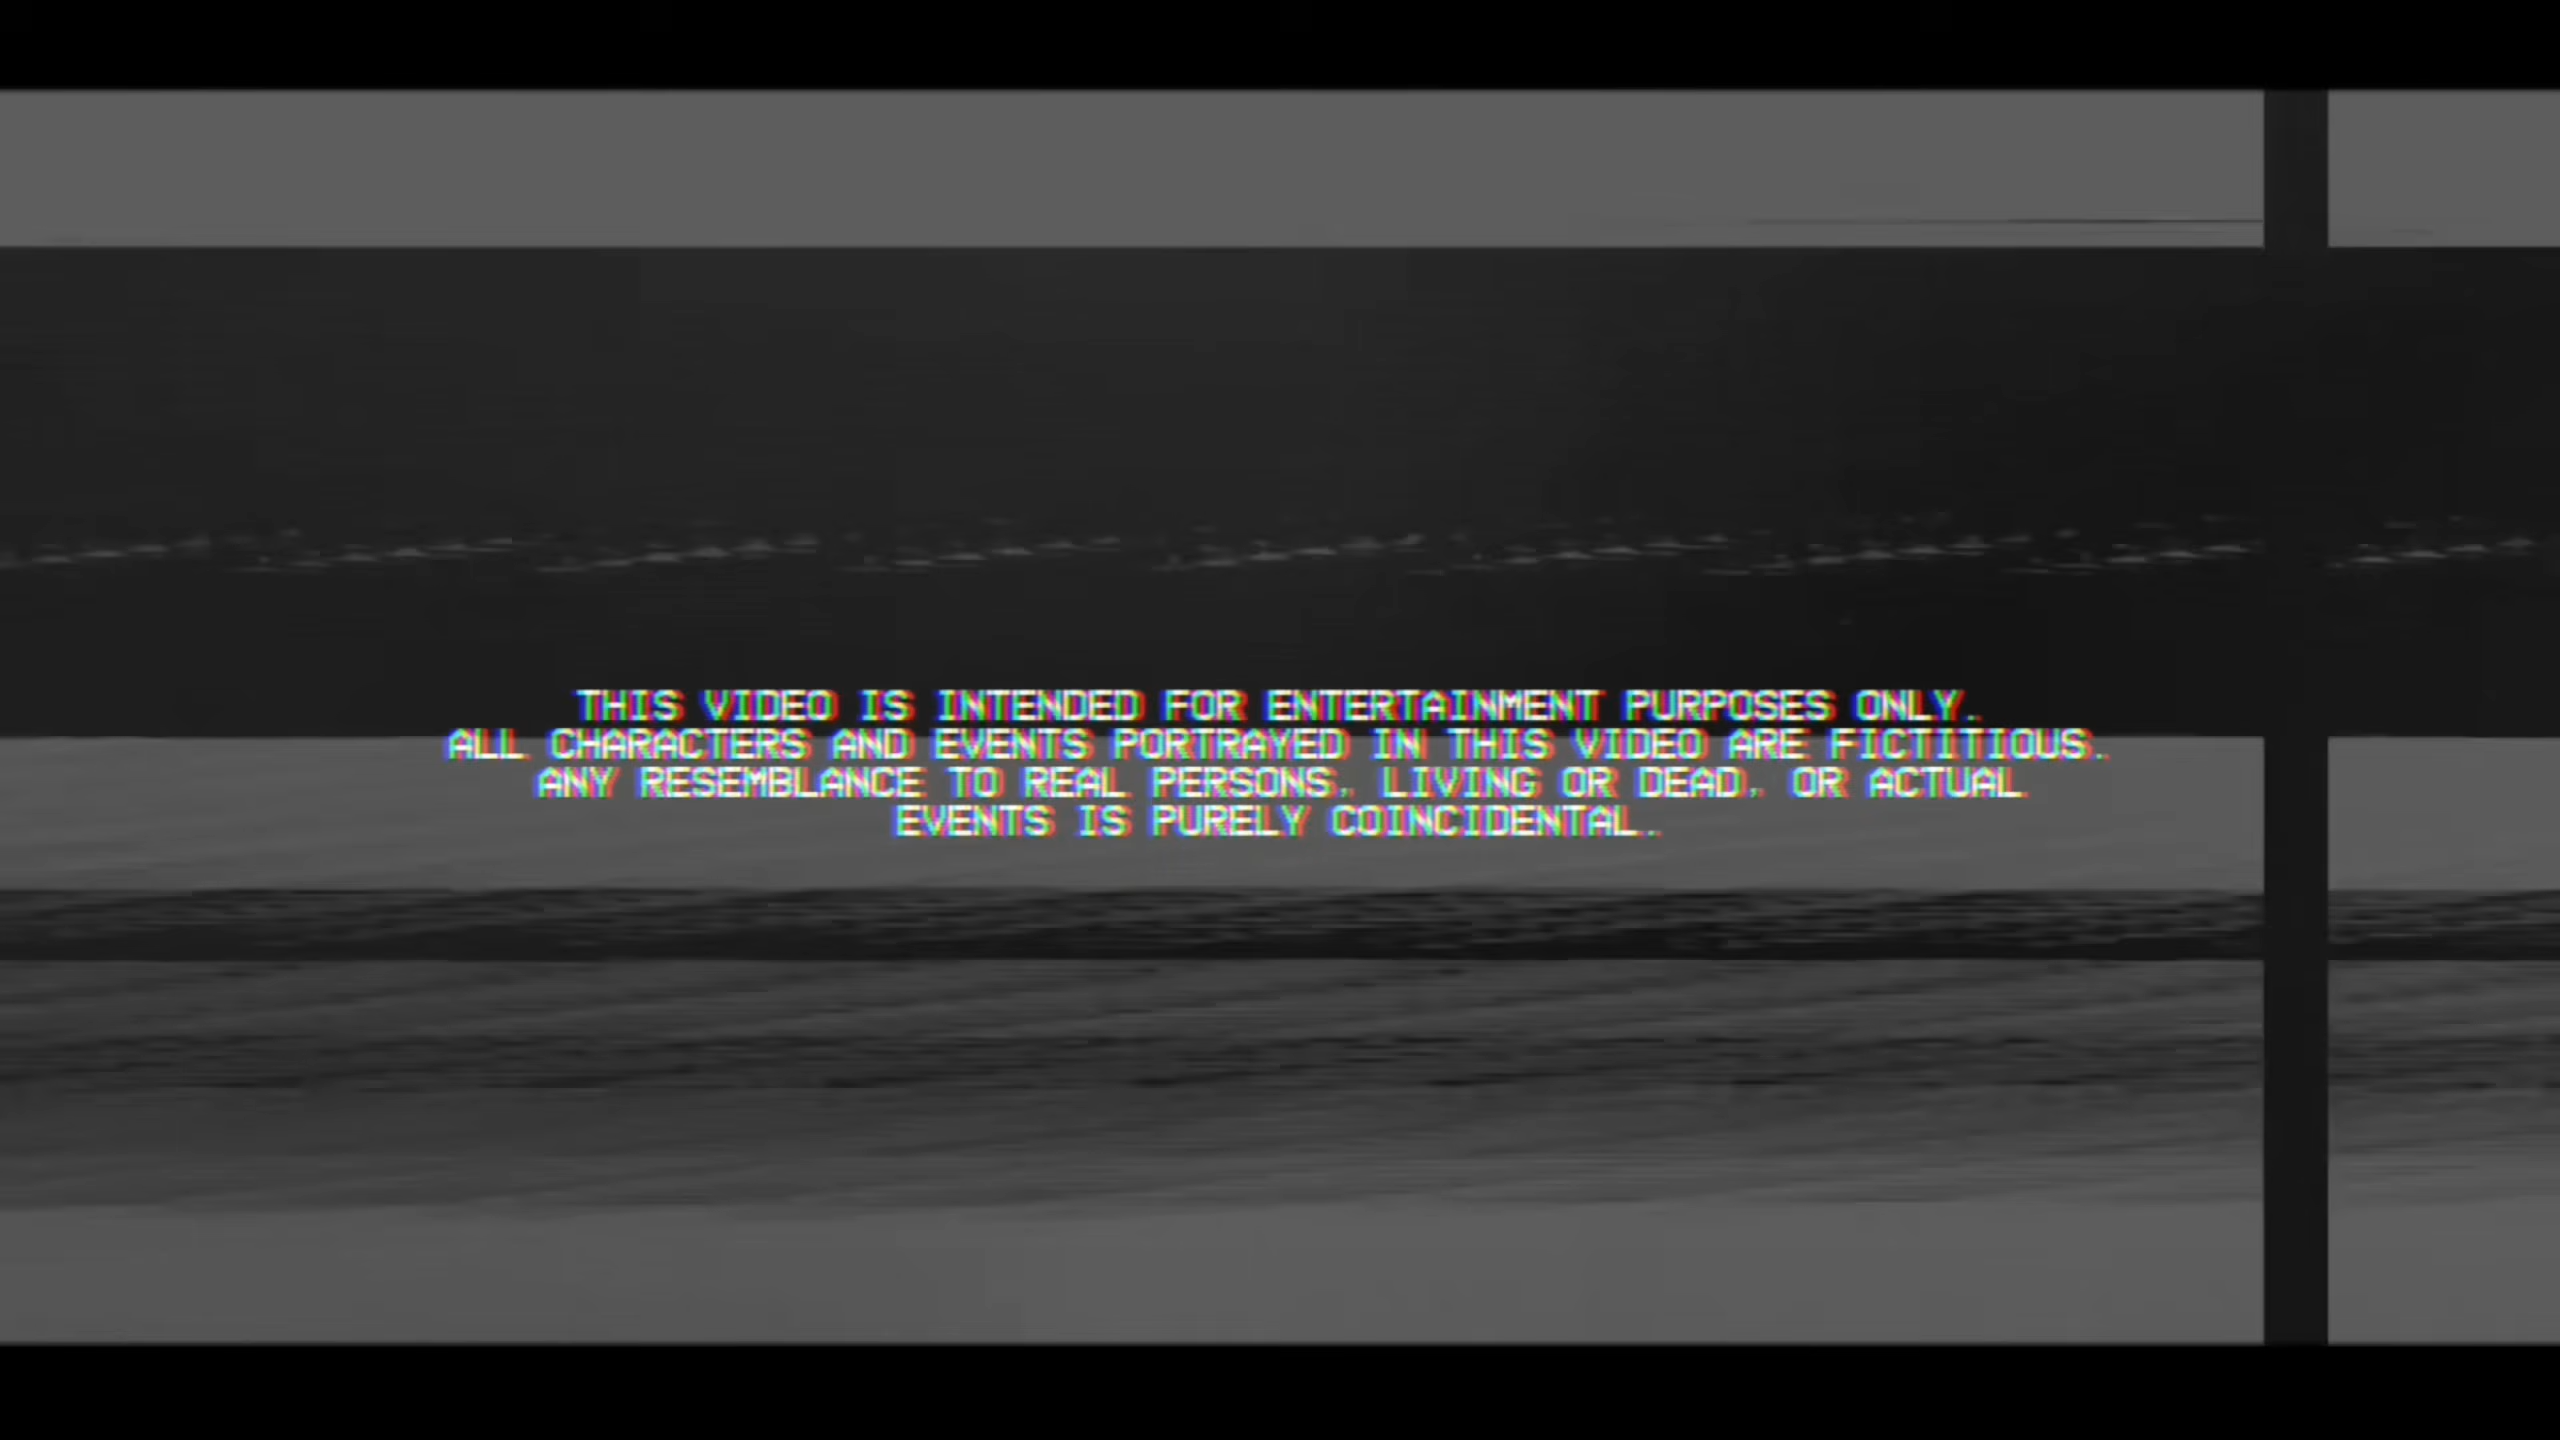 THIS VIDEO IS INTENDED FOR ENTERTAINMENT PURPOSES ONLY.
ALL CHARACTERS AND EVENTS PORTRAYED IN THIS VIDEO ARE FICTITIOUS.
ANY RESEMBLANCE TO REAL PERSONS, LIVING OR DEAD, OR ACTUAL
EVENTS IS PURELY COINCIDENTAL.